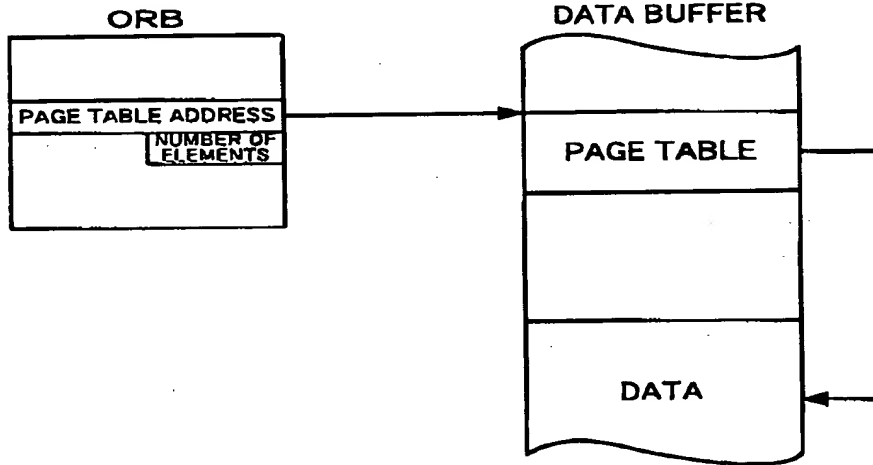 ORB
PAGE TABLE ADDRESS
NUMBER OF
ELEMENTS
DATA BUFFER
PAGE TABLE
DATA